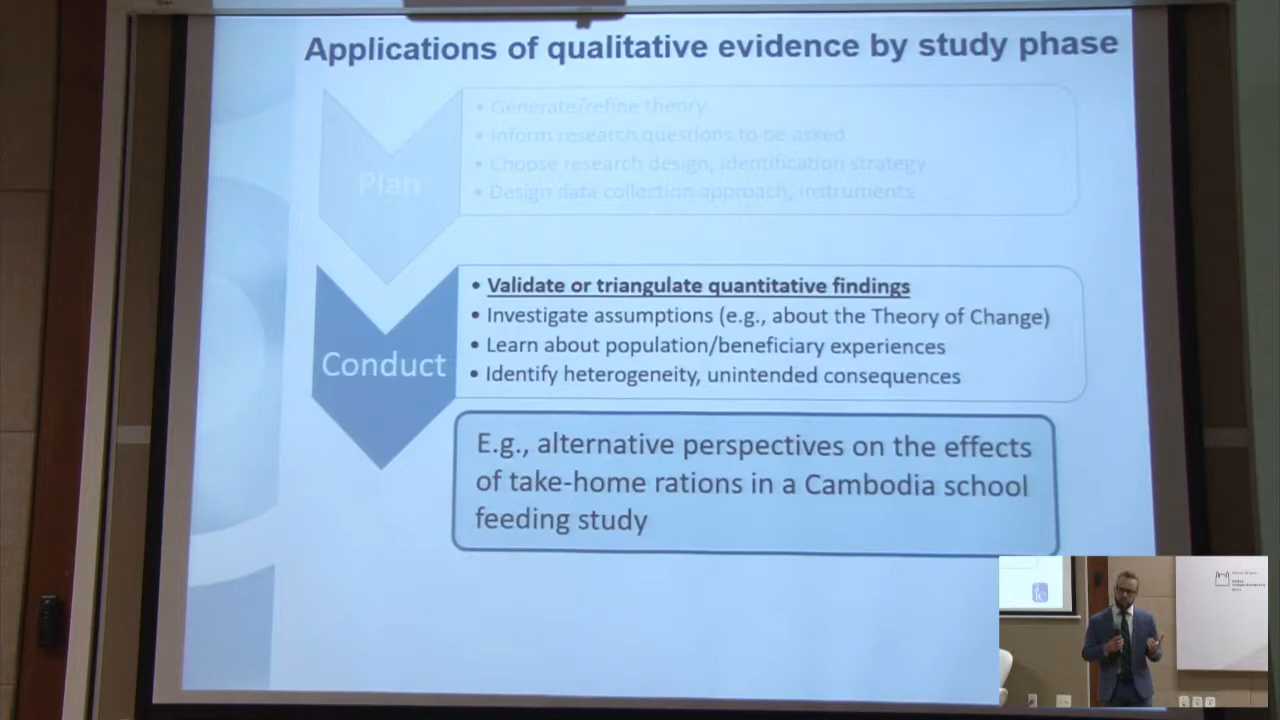 Applications of qualitative evidence by study phase
Plan
• Generate/refine theory
• Inform research questions to be asked
• Choose research design, identification strategy
• Design data collection approach, instruments
Conduct
• Validate or triangulate quantitative findings
• Investigate assumptions (e.g., about the Theory of Change)
• Learn about population/beneficiary experiences
• Identify heterogeneity, unintended consequences
E.g., alternative perspectives on the effects
of take-home rations in a Cambodia school
feeding study